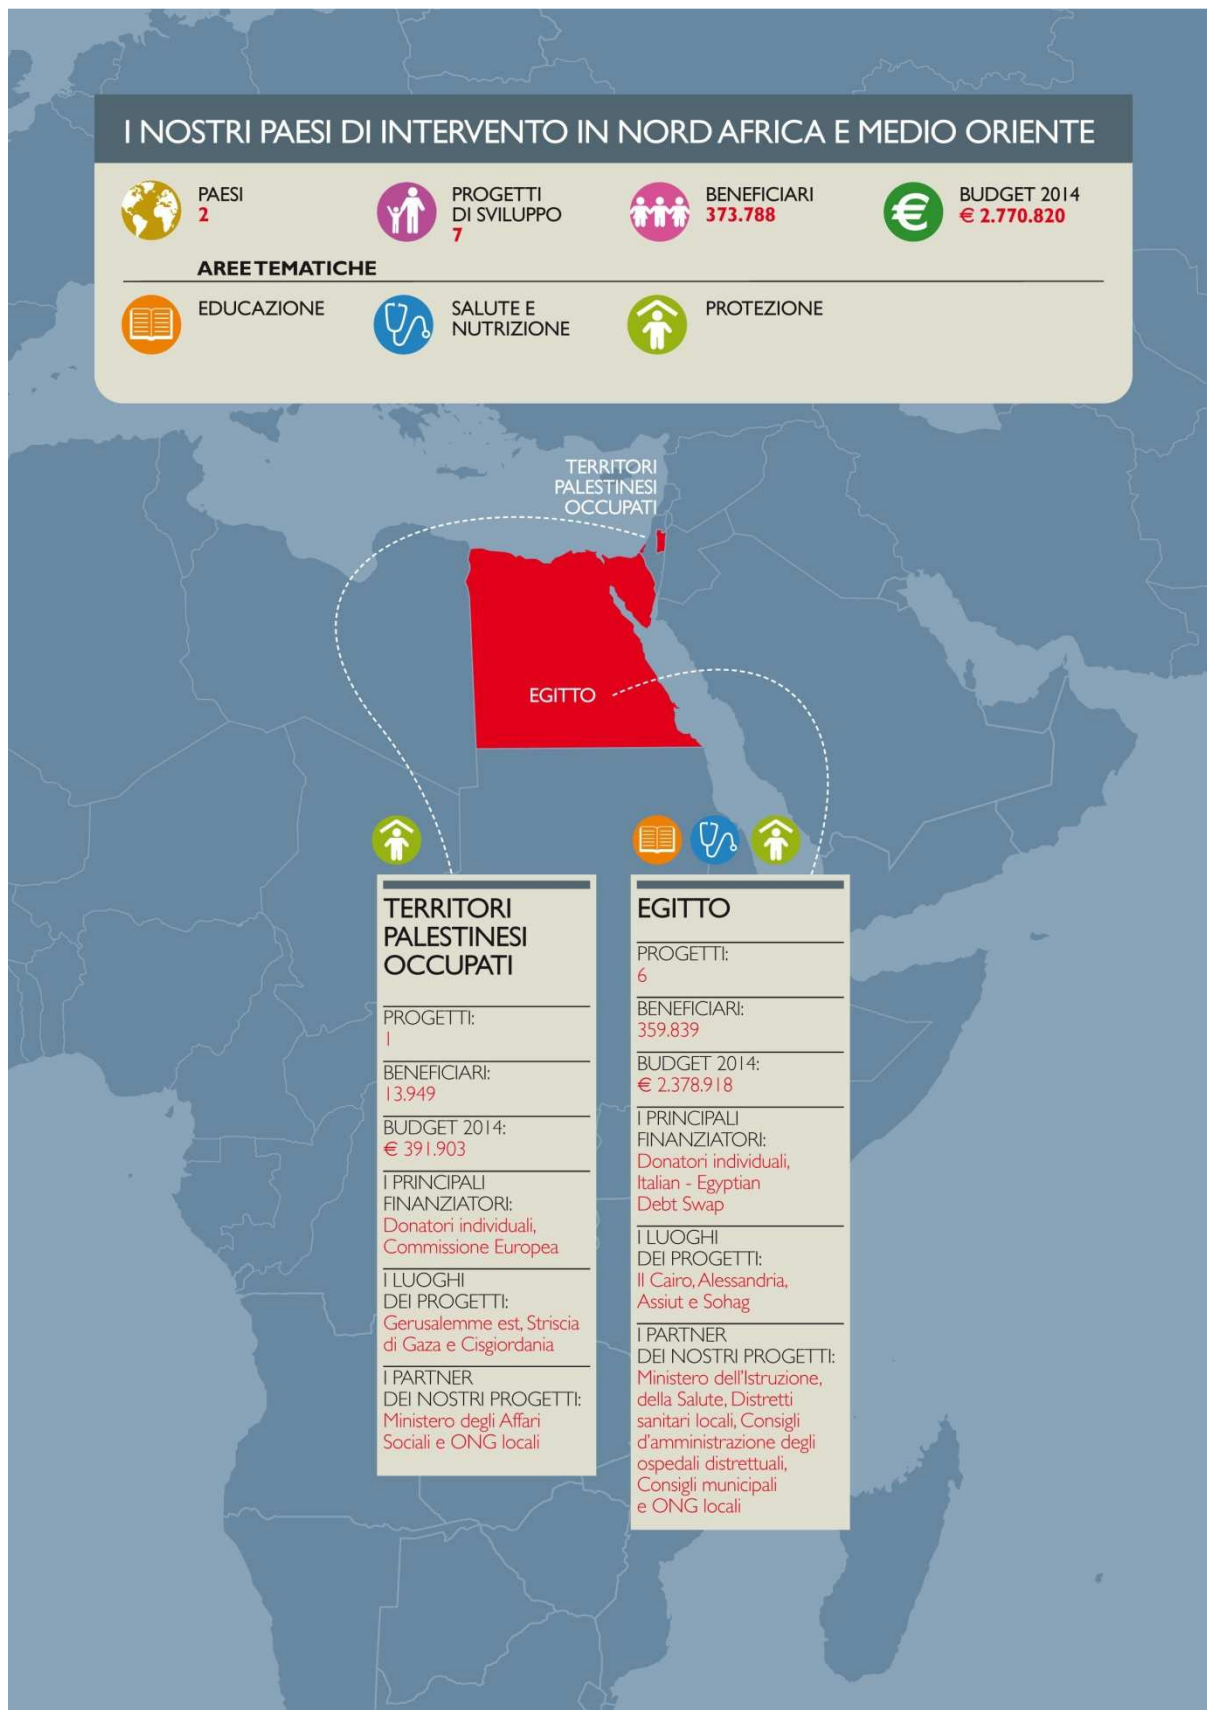 I NOSTRI PAESI DI INTERVENTO IN NORD AFRICA E MEDIO ORIENTE
PAESI
2
PROGETTI
DI SVILUPPO
7
BENEFICIARI
373.788
BUDGET 2014
€ 2.770.820
AREE TEMATICHE
EDUCAZIONE
SALUTE E
NUTRIZIONE
PROTEZIONE
TERRITORI
PALESTINESI
OCCUPATI
EGITTO
TERRITORI
PALESTINESI
OCCUPATI
PROGETTI:
1
BENEFICIARI:
13.949
BUDGET 2014:
€ 391.903
I PRINCIPALI
FINANZIATORI:
Donatori individuali,
Commissione Europea
I LUOGHI
DEI PROGETTI:
Gerusalemme est, Striscia
di Gaza e Cisgiordania
I PARTNER
DEI NOSTRI PROGETTI:
Ministero degli Affari
Sociali e ONG locali
EGITTO
PROGETTI:
6
BENEFICIARI:
359.839
BUDGET 2014:
€ 2.378.918
I PRINCIPALI
FINANZIATORI:
Donatori individuali,
Italian - Egyptian
Debt Swap
I LUOGHI
DEI PROGETTI:
Il Cairo, Alessandria,
Assiut e Sohag
I PARTNER
DEI NOSTRI PROGETTI:
Ministero dell'Istruzione,
della Salute, Distretti
sanitari locali, Consigli
d'amministrazione degli
ospedali distrettuali,
Consigli municipali
e ONG locali